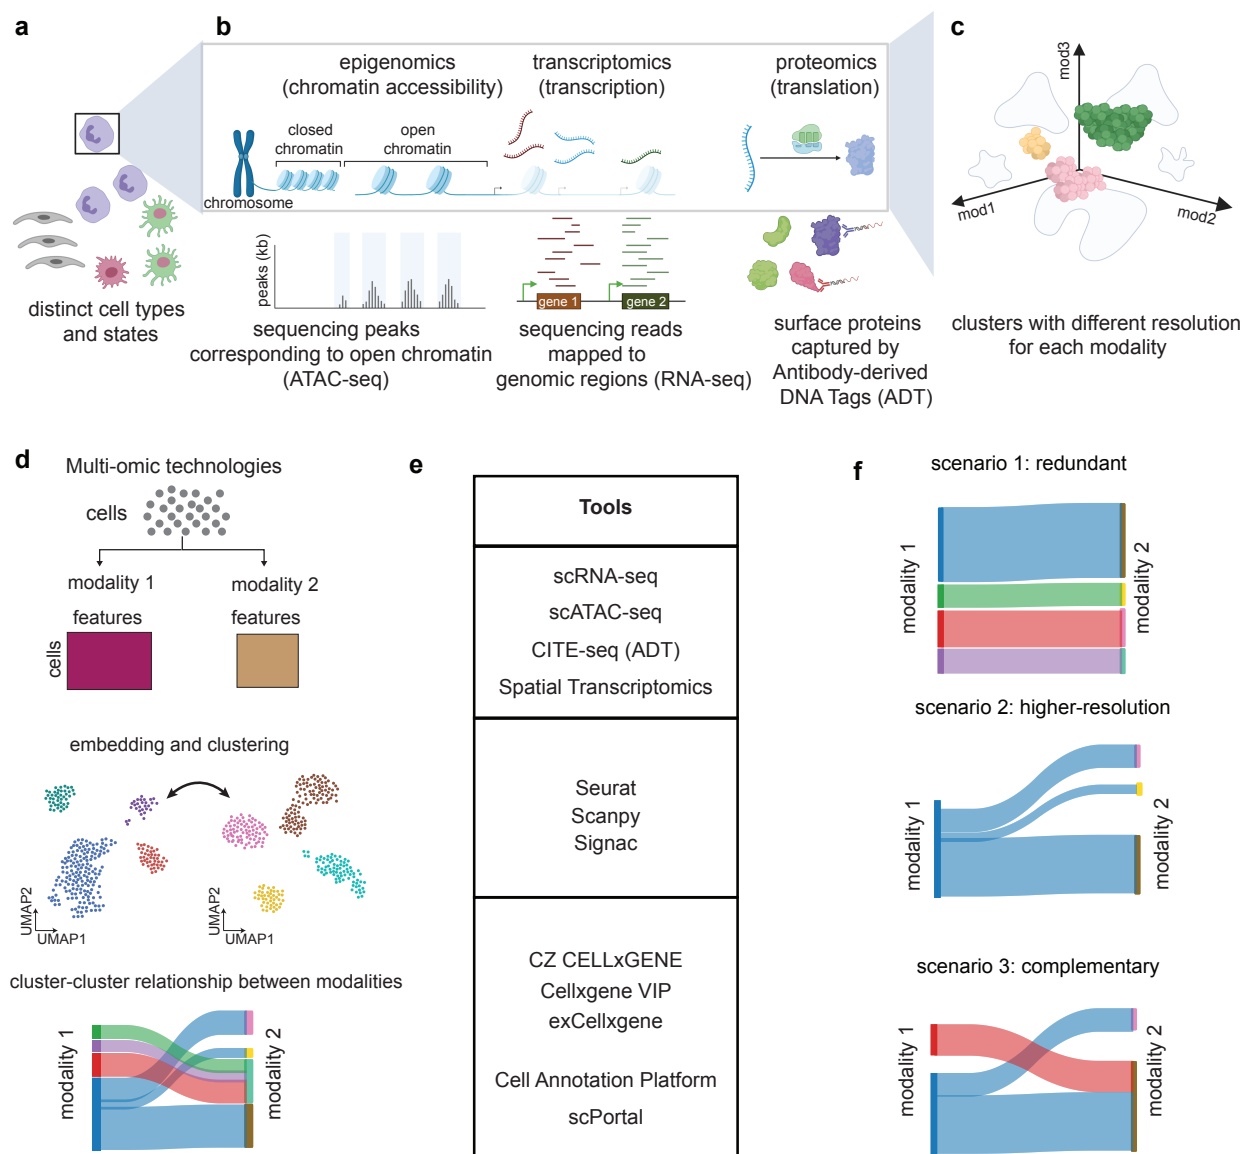 a
b
c
epigenomics
(chromatin accessibility)
transcriptomics
(transcription)
proteomics
(translation)
closed
chromatin
open
chromatin
chromosome
mod3
mod1
mod2
distinct cell types
and states
peaks (kb)
sequencing peaks
corresponding to open chromatin
(ATAC-seq)
gene 1
gene 2
sequencing reads
mapped to
genomic regions (RNA-seq)
surface proteins
captured by
Antibody-derived
DNA Tags (ADT)
clusters with different resolution
for each modality
d
Multi-omic technologies
cells
modality 1
modality 2
features
features
cells
embedding and clustering
UMAP2
UMAP1
UMAP2
UMAP1
cluster-cluster relationship between modalities
modality 1
modality 2
e
Tools
scRNA-seq
scATAC-seq
CITE-seq (ADT)
Spatial Transcriptomics
Seurat
Scanpy
Signac
CZ CELLxGENE
Cellxgene VIP
exCellxgene
Cell Annotation Platform
scPortal
f
scenario 1: redundant
modality 1
modality 2
scenario 2: higher-resolution
modality 1
modality 2
scenario 3: complementary
modality 1
modality 2